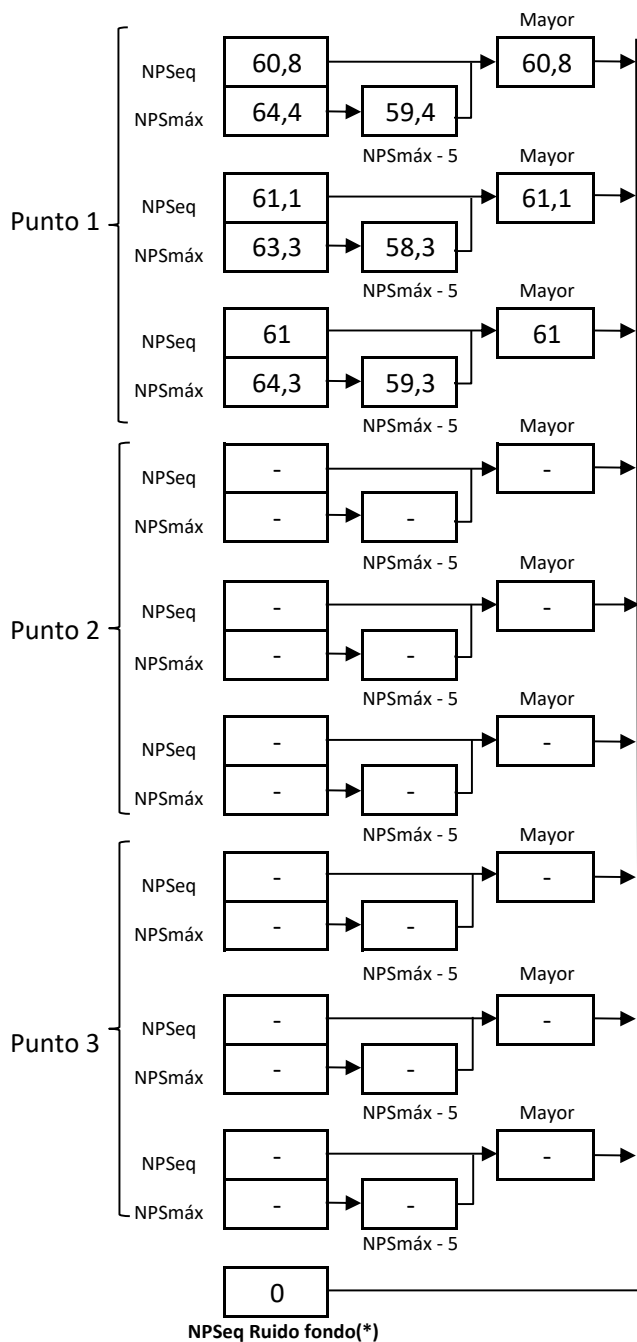 Mayor
NPSeq 60,8 60,8
NPSmáx 64,4 59,4
NPSmáx - 5
Mayor
Punto 1
NPSeq 61,1 61,1
NPSmáx 63,3 58,3
NPSmáx - 5
Mayor
NPSeq 61 61
NPSmáx 64,3 59,3
NPSmáx - 5
Mayor
NPSeq - -
NPSmáx - -
NPSmáx - 5
Mayor
Punto 2
NPSeq - -
NPSmáx - -
NPSmáx - 5
Mayor
NPSeq - -
NPSmáx - -
NPSmáx - 5
Mayor
NPSeq - -
NPSmáx - -
NPSmáx - 5
Mayor
Punto 3
NPSeq - -
NPSmáx - -
NPSmáx - 5
Mayor
NPSeq - -
NPSmáx - -
NPSmáx - 5
0
NPSeq Ruido fondo(*)